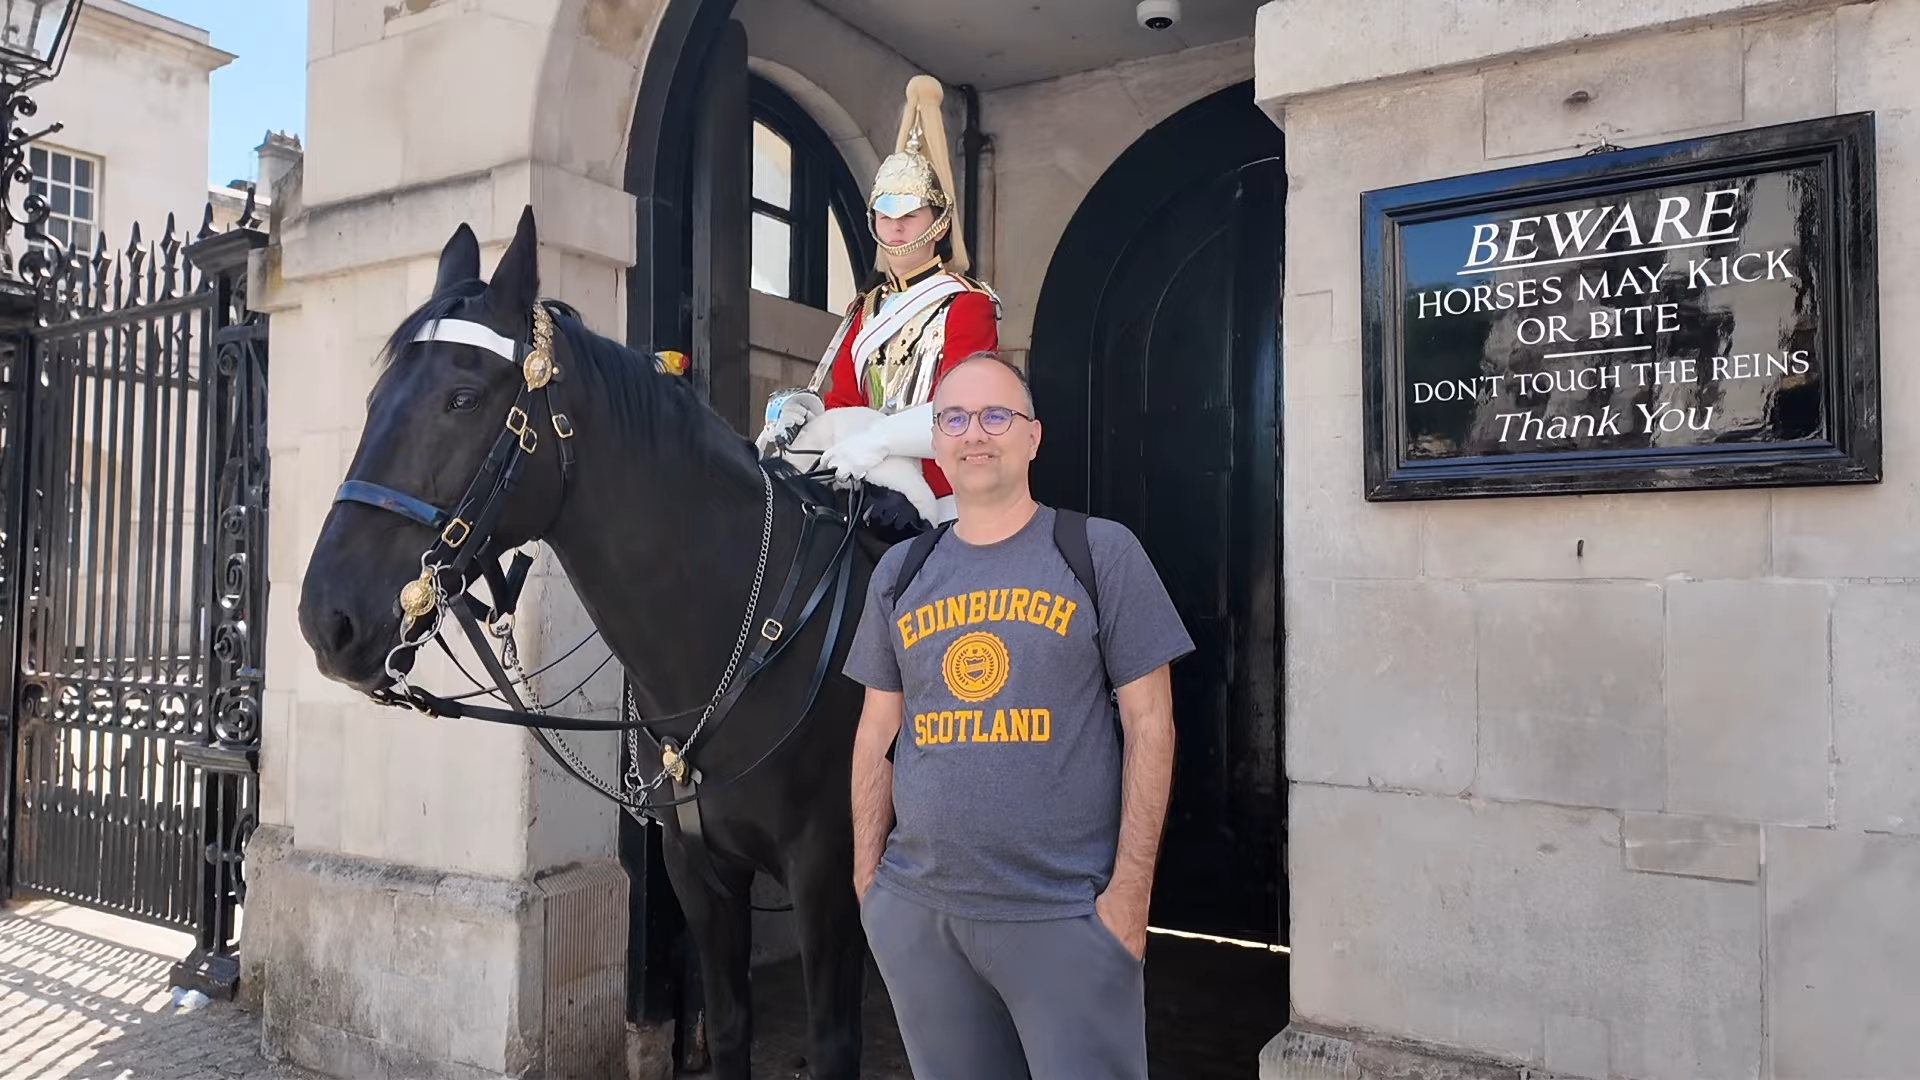 BEWARE
HORSES MAY KICK
OR BITE
DON'T TOUCH THE REINS
Thank You
EDINBURGH
SCOTLAND